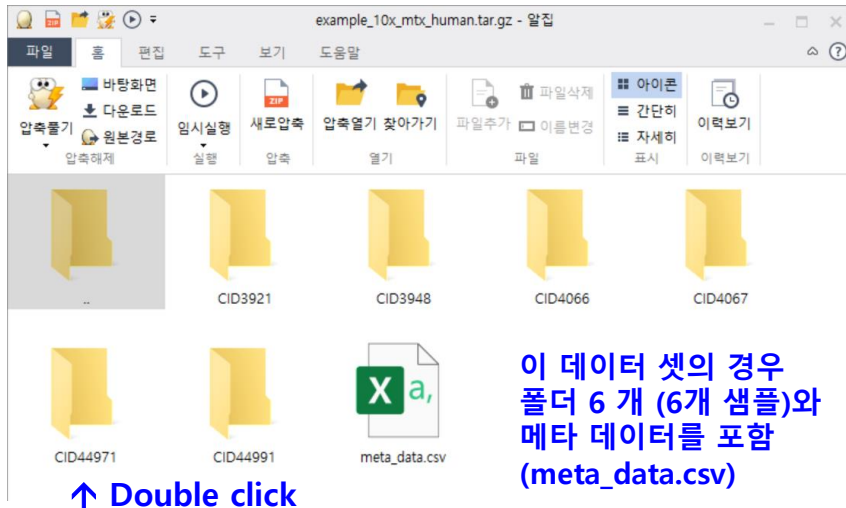 example_10x_mtx_human.tar.gz - 알집
파일 홈 편집 도구 보기 도움말
압축풀기 바탕화면 다운로드 원본경로
임시실행 새로압축 압축열기 찾아가기 파일추가 파일삭제 이름변경
아이콘 간단히 자세히 이력보기
압축해제 실행 압축 열기 파일 표시 이력보기
.. CID3921 CID3948 CID4066 CID4067
CID44971 CID44991 meta_data.csv
이 데이터 셋의 경우
폴더 6 개 (6개 샘플)와
메타 데이터를 포함
(meta_data.csv)
↑ Double click